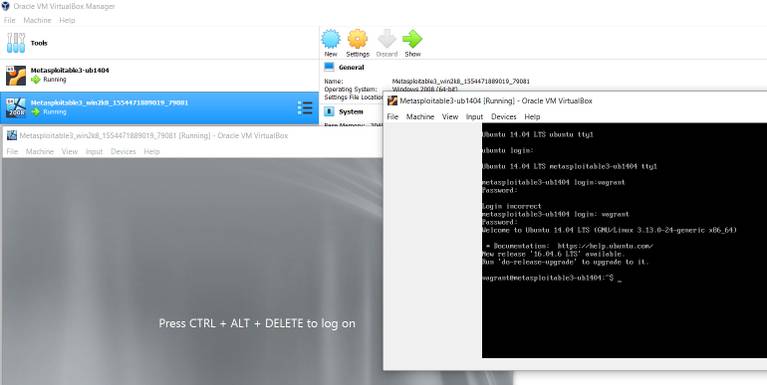 Oracle VM VirtualBox Manager
File Machine Help
Tools
New Settings Discard Show
Metasploitable3-ub1404
Running
Metasploitable3_win2k8_1554471889019_79081
Running
General
Name: Metasploitable3_win2k8_1554471889019_79081
Operating System: Windows 2008 (64-bit)
Settings File Location
System
Metasploitable3_win2k8_1554471889019_79081 [Running] - Oracle VM VirtualBox
File Machine View Input Devices Help
Press CTRL + ALT + DELETE to log on
Metasploitable3-ub1404 [Running] - Oracle VM VirtualBox
File Machine View Input Devices Help
Ubuntu 14.04 LTS ubuntu tty1
ubuntu login:
Ubuntu 14.04 LTS metasploitable3-ub1404 tty1
metasploitable3-ub1404 login:vagrant
Password:
Login incorrect
metasploitable3-ub1404 login: vagrant
Password:
Welcome to Ubuntu 14.04 LTS (GNU/Linux 3.13.0-24-generic x86_64)
* Documentation: https://help.ubuntu.com/
New release '16.04.6 LTS' available.
Run 'do-release-upgrade' to upgrade to it.
vagrant@metasploitable3-ub1404:~$ _